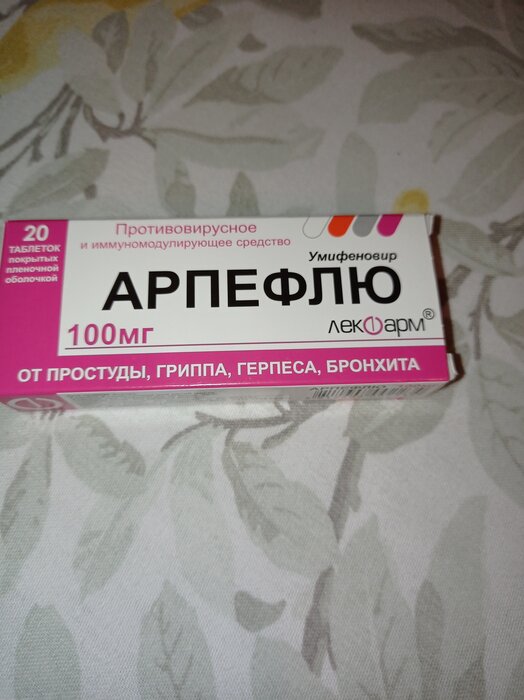 20
ТАБЛЕТОК
покрытых
пленочной
оболочкой
Противовирусное
и иммуномодулирующее средство
Умифеновир
АРПЕФЛЮ
100мг
лекФарм®
ОТ ПРОСТУДЫ, ГРИППА, ГЕРПЕСА, БРОНХИТА